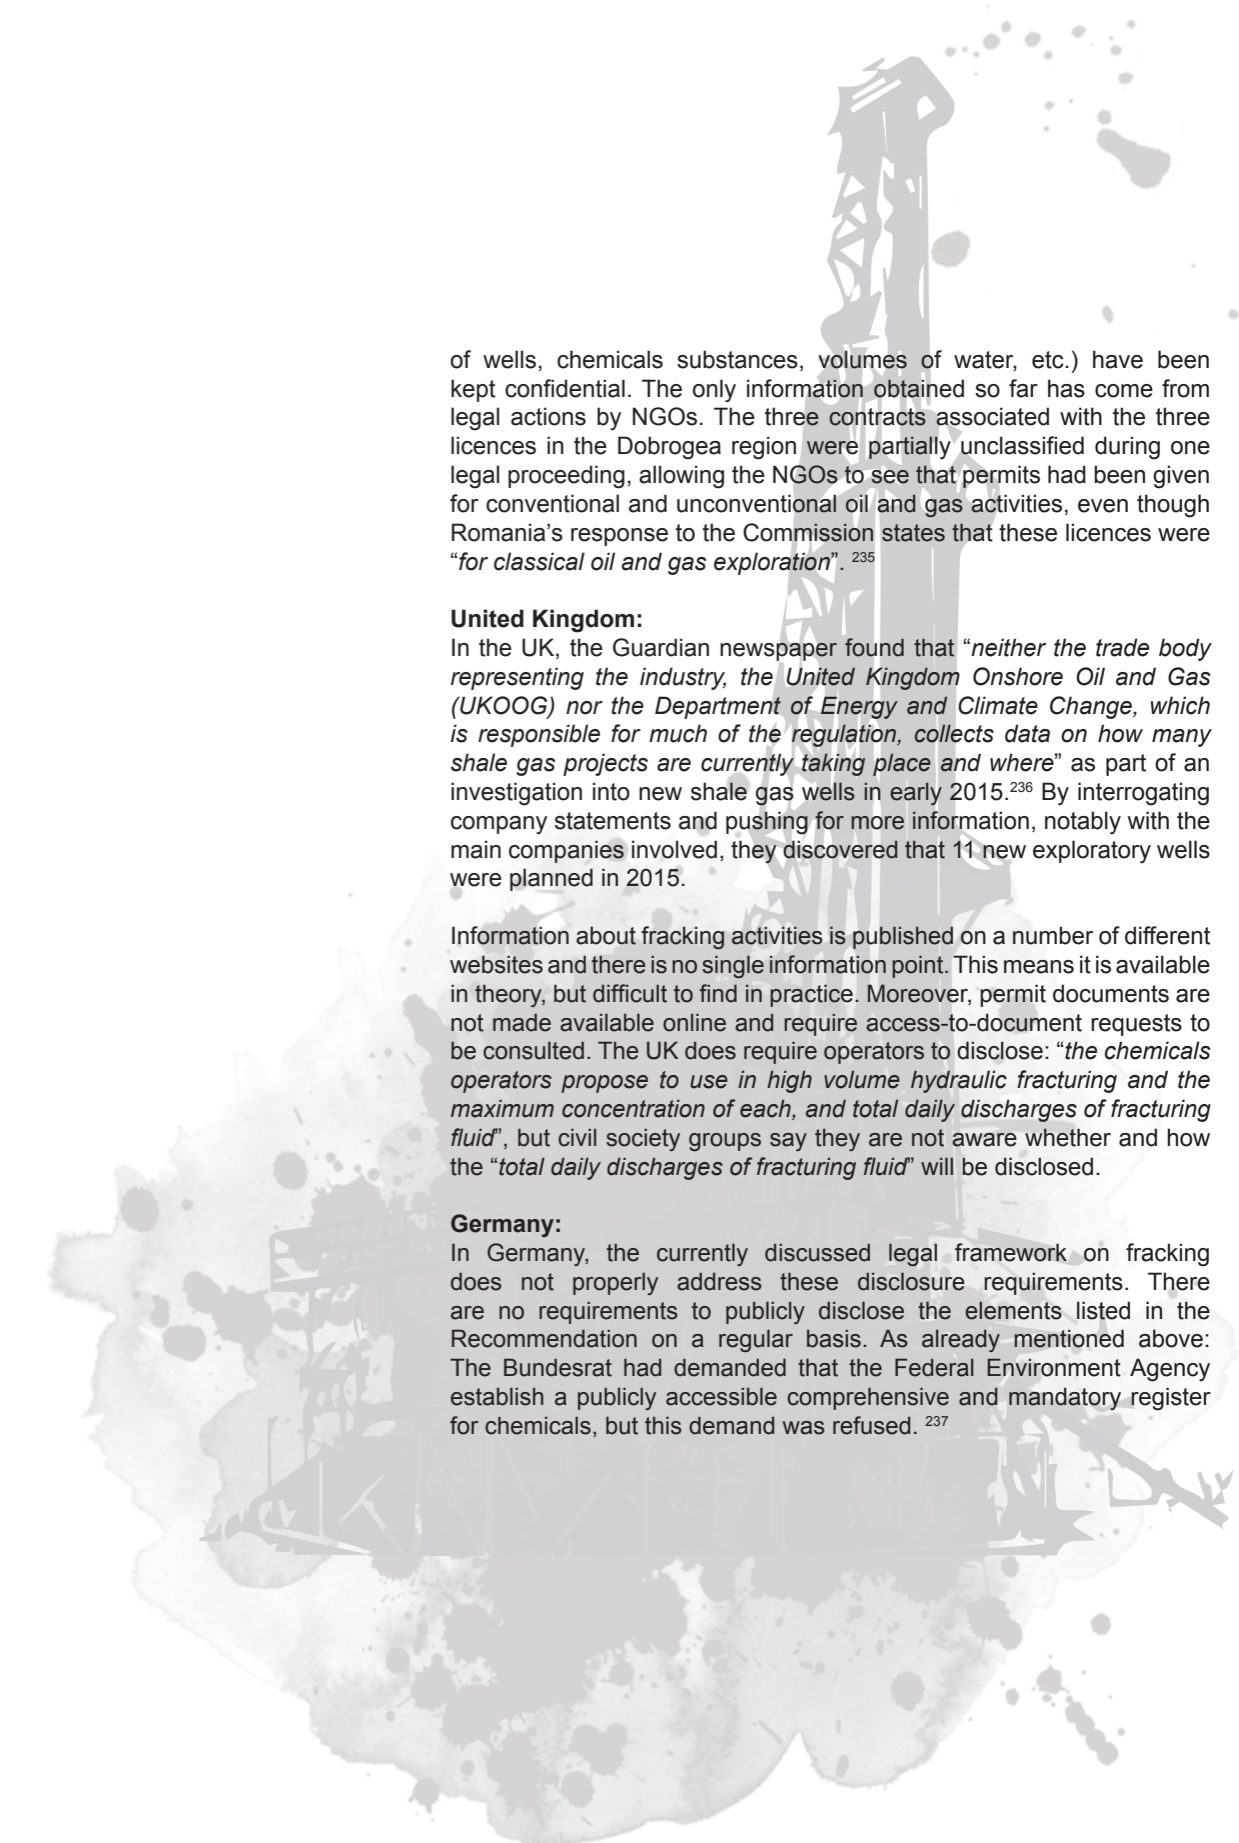 of wells, chemicals substances, volumes of water, etc.) have been
kept confidential. The only information obtained so far has come from
legal actions by NGOs. The three contracts associated with the three
licences in the Dobrogea region were partially unclassified during one
legal proceeding, allowing the NGOs to see that permits had been given
for conventional and unconventional oil and gas activities, even though
Romania’s response to the Commission states that these licences were
“for classical oil and gas exploration”. 235
United Kingdom:
In the UK, the Guardian newspaper found that “neither the trade body
representing the industry, the United Kingdom Onshore Oil and Gas
(UKOOG) nor the Department of Energy and Climate Change, which
is responsible for much of the regulation, collects data on how many
shale gas projects are currently taking place and where” as part of an
investigation into new shale gas wells in early 2015.236 By interrogating
company statements and pushing for more information, notably with the
main companies involved, they discovered that 11 new exploratory wells
were planned in 2015.
Information about fracking activities is published on a number of different
websites and there is no single information point. This means it is available
in theory, but difficult to find in practice. Moreover, permit documents are
not made available online and require access-to-document requests to
be consulted. The UK does require operators to disclose: “the chemicals
operators propose to use in high volume hydraulic fracturing and the
maximum concentration of each, and total daily discharges of fracturing
fluid”, but civil society groups say they are not aware whether and how
the “total daily discharges of fracturing fluid” will be disclosed.
Germany:
In Germany, the currently discussed legal framework on fracking
does not properly address these disclosure requirements. There
are no requirements to publicly disclose the elements listed in the
Recommendation on a regular basis. As already mentioned above:
The Bundesrat had demanded that the Federal Environment Agency
establish a publicly accessible comprehensive and mandatory register
for chemicals, but this demand was refused. 237